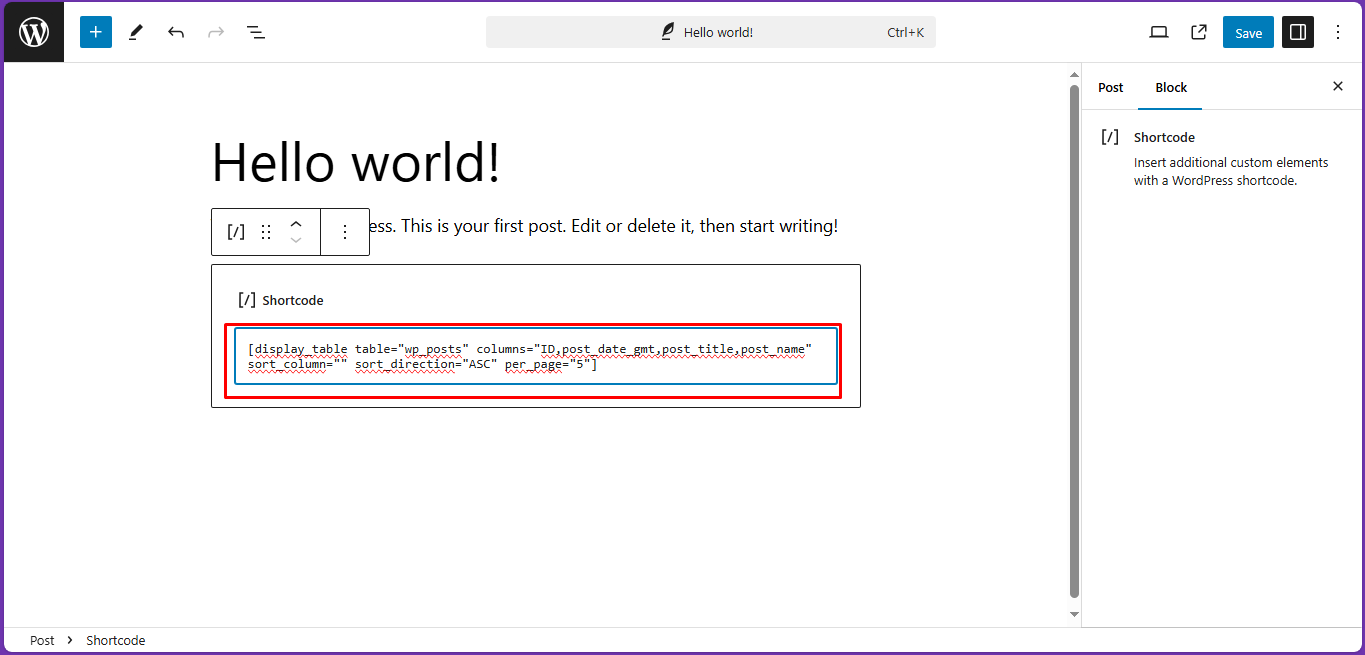 Hello world! Ctrl+K
Save
Post Block
Hello world!
ess. This is your first post. Edit or delete it, then start writing!
[/] Shortcode
[display_table table="wp_posts" columns="ID,post_date_gmt,post_title,post_name"
sort_column="" sort_direction="ASC" per_page="5"]
[/] Shortcode
Insert additional custom elements
with a WordPress shortcode.
Post > Shortcode